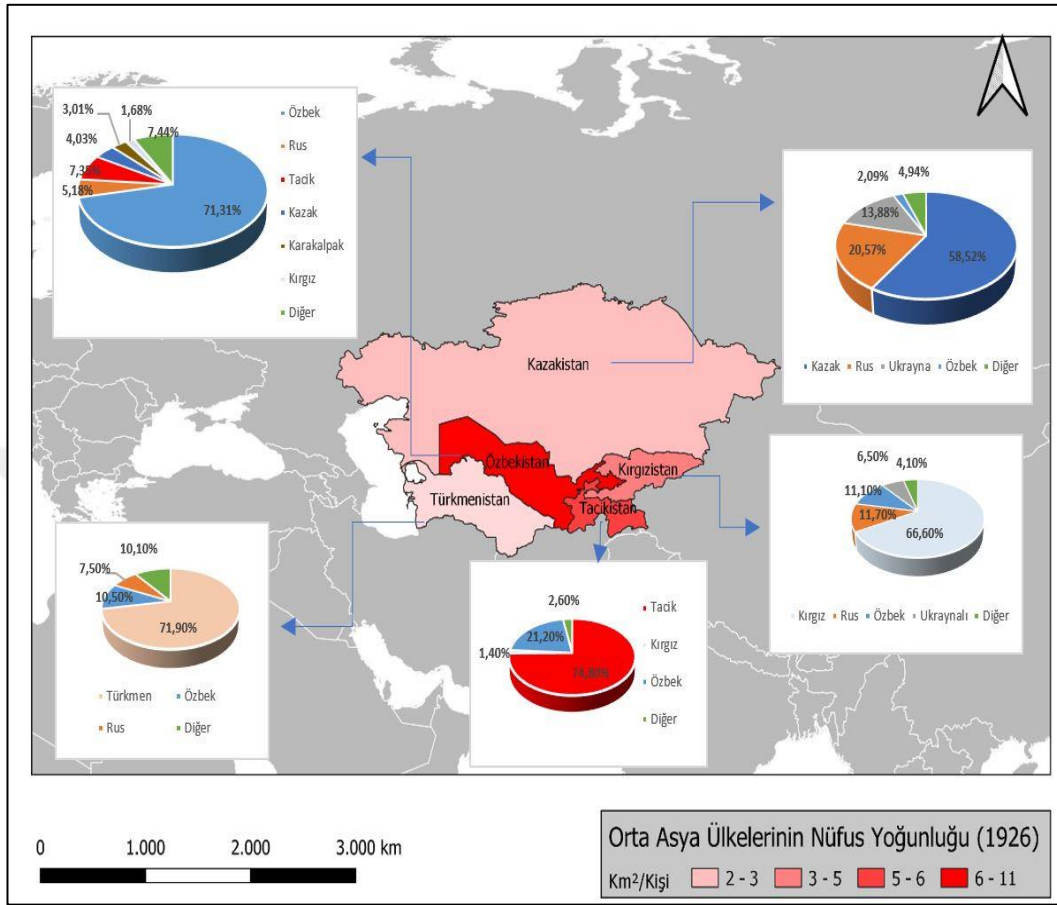 3,01%
1,68%
7,44%
4,03%
7,35%
5,18%
71,31%
Özbek
Rus
Tacik
Kazak
Karakalpak
Kırgız
Diğer
2,09%
4,94%
13,88%
20,57%
58,52%
Kazak Rus Ukrayna Özbek Diğer
Kazakistan
Özbekistan
Kırgızistan
Türkmenistan
Tacikistan
6,50%
4,10%
11,10%
11,70%
66,60%
Kırgız Rus Özbek Ukraynalı Diğer
10,10%
7,50%
10,50%
71,90%
Türkmen Özbek
Rus Diğer
2,60%
21,20%
1,40%
74,80%
Tacik
Kırgız
Özbek
Diğer
0 1.000 2.000 3.000 km
Orta Asya Ülkelerinin Nüfus Yoğunluğu (1926)
Km²/Kişi 2 - 3 3 - 5 5 - 6 6 - 11